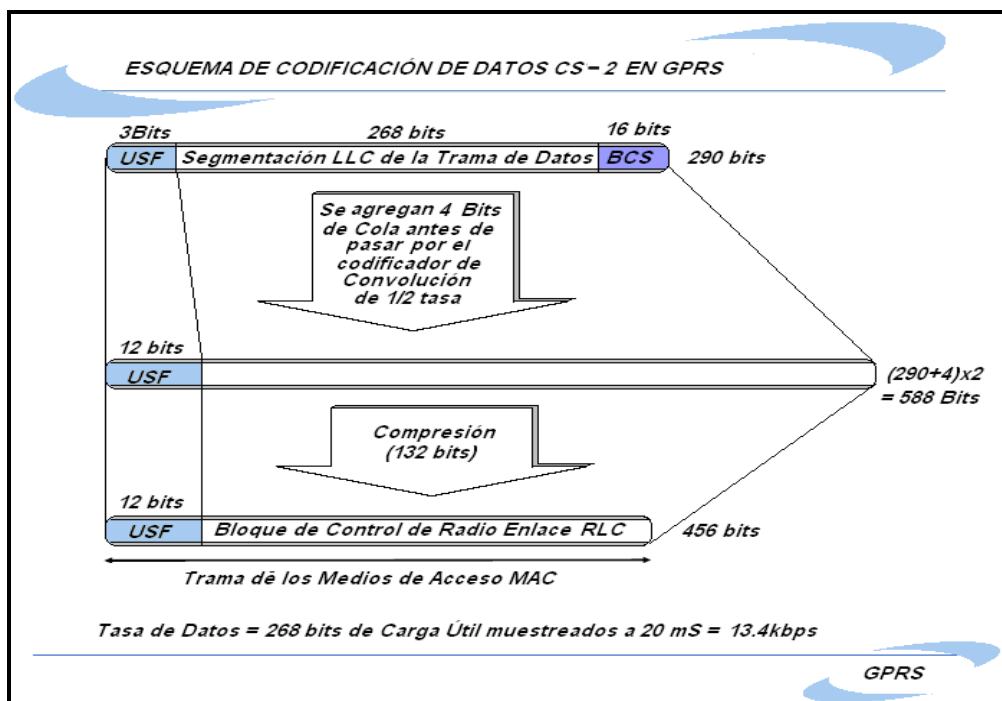 ESQUEMA DE CODIFICACIÓN DE DATOS CS - 2 EN GPRS
3Bits 268 bits 16 bits
USF Segmentación LLC de la Trama de Datos BCS 290 bits
Se agregan 4 Bits
de Cola antes de
pasar por el
codificador de
Convolución
de 1/2 tasa
12 bits
USF
(290+4)x2
= 588 Bits
Compresión
(132 bits)
12 bits
USF Bloque de Control de Radio Enlace RLC 456 bits
Trama de los Medios de Acceso MAC
Tasa de Datos = 268 bits de Carga Útil muestreados a 20 mS = 13.4kbps
GPRS